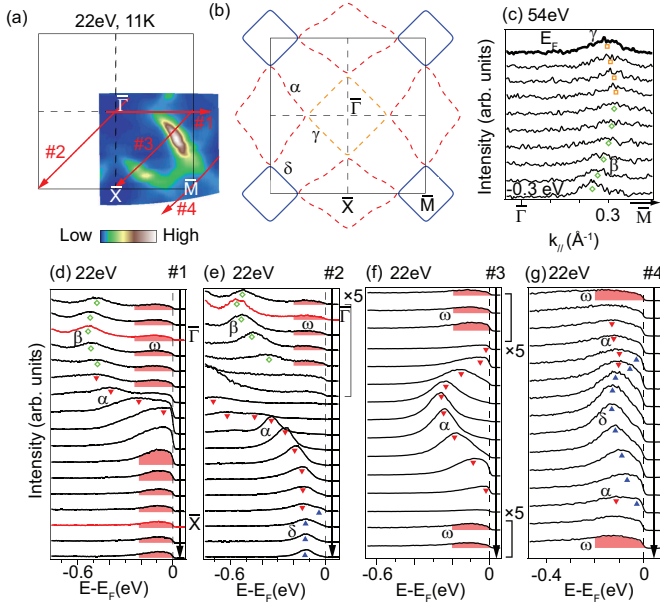 (a)
22eV, 11K
Γ̅
#1
#2
#3
X̅
M̅
#4
Low
High
(b)
α
Γ̅
γ
δ
X̅
M̅
(c) 54eV
γ
E_F
β
-0.3 eV
Intensity (arb. units)
Γ̅
0.3
M̅
k_// (Å⁻¹)
(d) 22eV #1
Γ̅
β
ω
α
X̅
Intensity (arb. units)
-0.6
0
E-E_F(eV)
(e) 22eV #2
×5
Γ̅
β
ω
α
δ
-0.6
0
E-E_F(eV)
(f) 22eV #3
ω
×5
α
×5
ω
-0.6
0
E-E_F(eV)
(g) 22eV #4
ω
α
δ
α
ω
-0.4
0
E-E_F(eV)